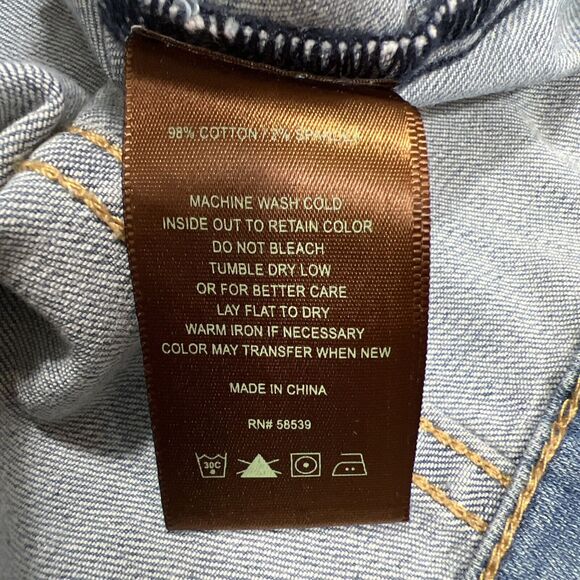 98% COTTON / 2% SPANDEX
MACHINE WASH COLD
INSIDE OUT TO RETAIN COLOR
DO NOT BLEACH
TUMBLE DRY LOW
OR FOR BETTER CARE
LAY FLAT TO DRY
WARM IRON IF NECESSARY
COLOR MAY TRANSFER WHEN NEW
MADE IN CHINA
RN# 58539
30C